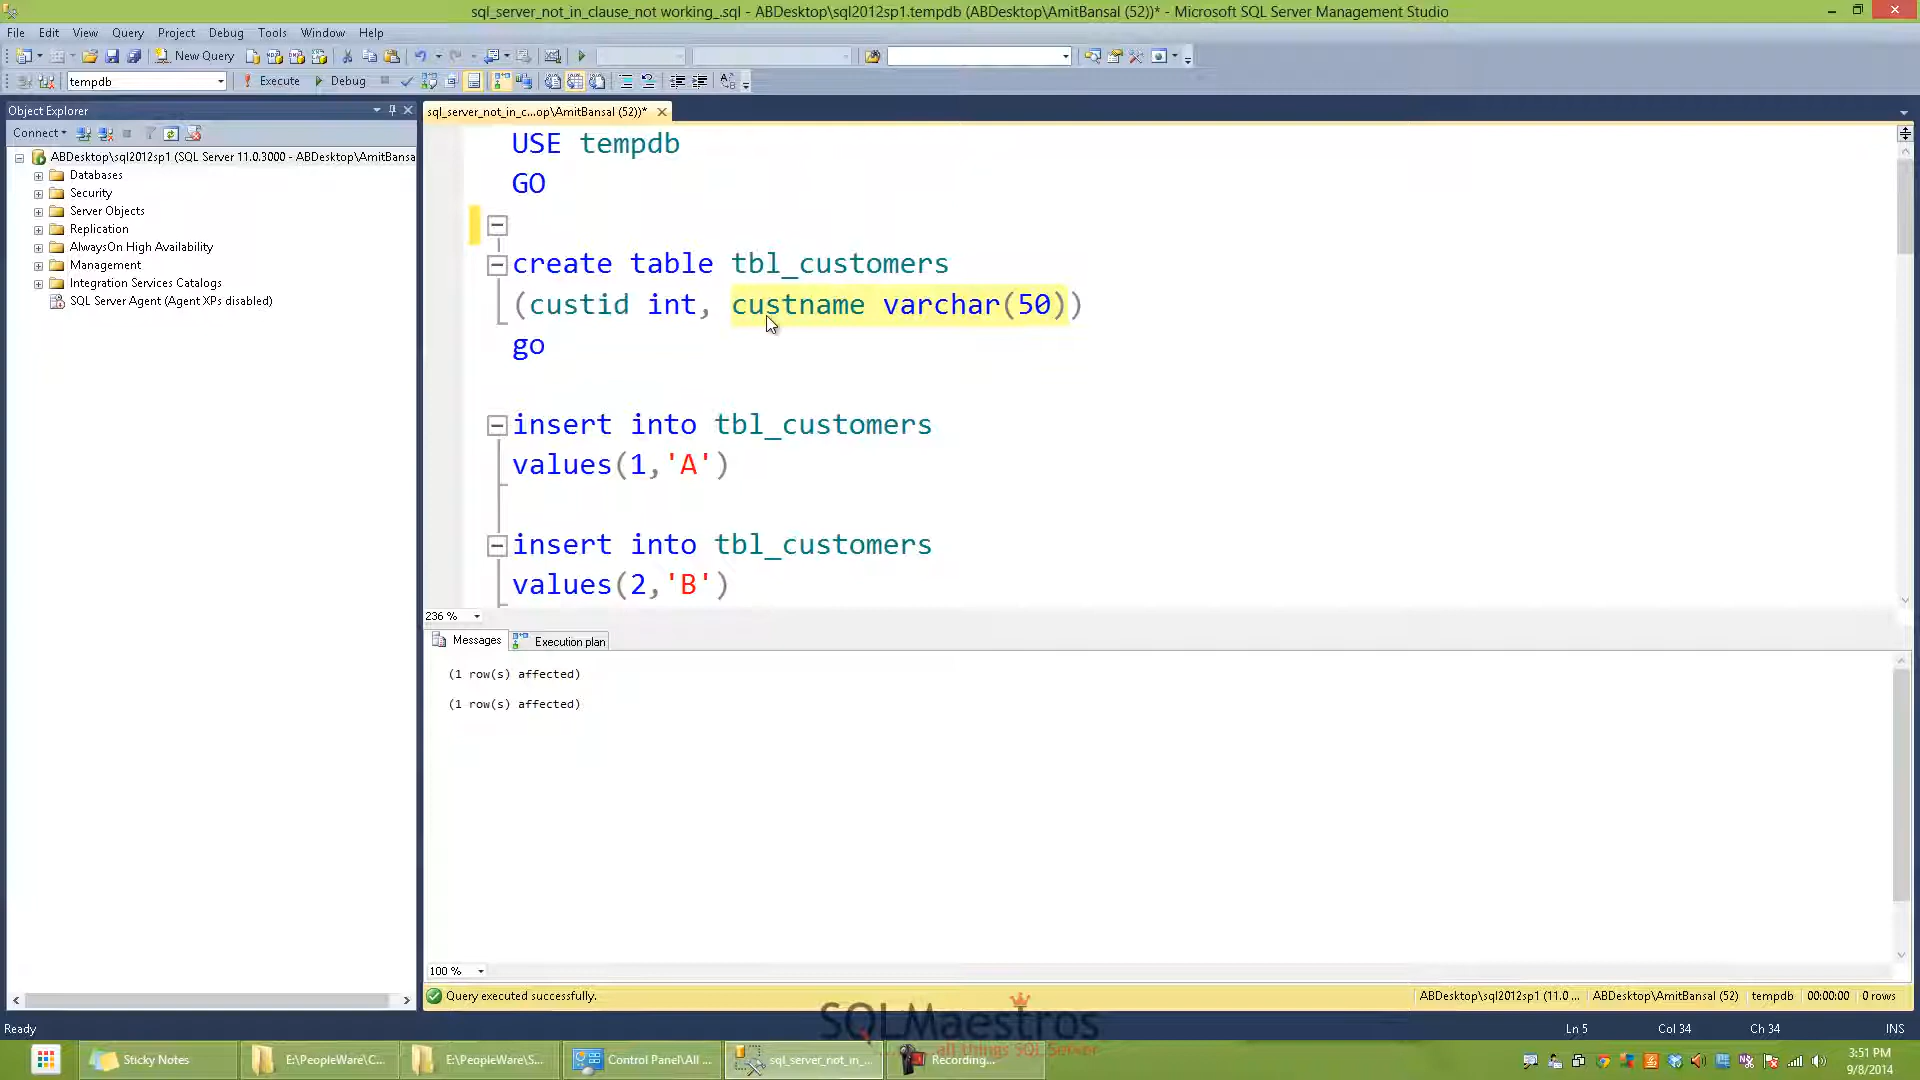 sql_server_not_in_clause_not working_.sql - ABDesktop\sql2012sp1.tempdb (ABDesktop\AmitBansal (52))* - Microsoft SQL Server Management Studio
File Edit View Query Project Debug Tools Window Help
New Query
tempdb Execute Debug
Object Explorer
Connect
ABDesktop\sql2012sp1 (SQL Server 11.0.3000 - ABDesktop\AmitBansa
Databases
Security
Server Objects
Replication
AlwaysOn High Availability
Management
Integration Services Catalogs
SQL Server Agent (Agent XPs disabled)
sql_server_not_in_c...op\AmitBansal (52))*
USE tempdb
GO
create table tbl_customers
(custid int, custname varchar(50))
go
insert into tbl_customers
values(1,'A')
insert into tbl_customers
values(2,'B')
236 %
Messages Execution plan
(1 row(s) affected)
(1 row(s) affected)
100 %
Query executed successfully. ABDesktop\sql2012sp1 (11.0 ... ABDesktop\AmitBansal (52) tempdb 00:00:00 0 rows
SQLMaestros
all things SQL Server
Ready Ln 5 Col 34 Ch 34 INS
Sticky Notes E:\PeopleWare\C... E:\PeopleWare\S... Control Panel\All ... sql_server_not_in_... Recording...
3:51 PM
9/8/2014